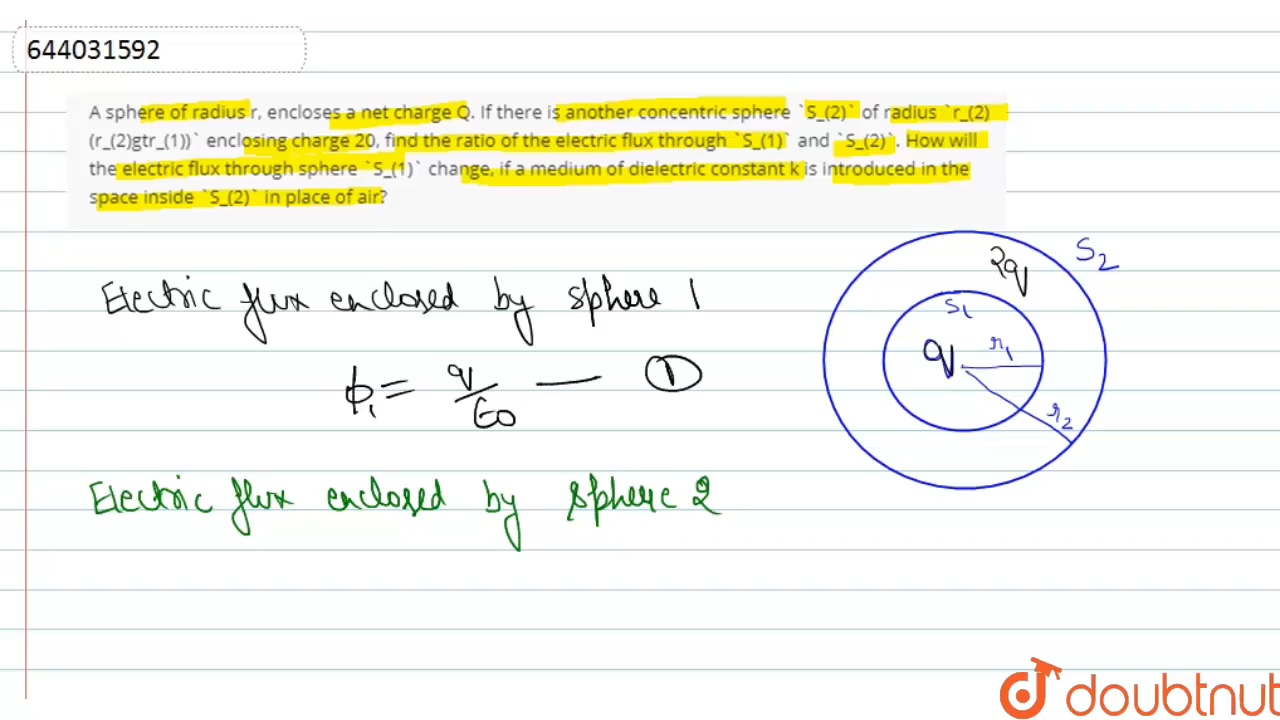 644031592
A sphere of radius r, encloses a net charge Q. If there is another concentric sphere `S_(2)` of radius `r_(2)
(r_(2)gtr_(1))` enclosing charge 20, find the ratio of the electric flux through `S_(1)` and `S_(2)`. How will
the electric flux through sphere `S_(1)` change, if a medium of dielectric constant k is introduced in the
space inside `S_(2)` in place of air?
S2
2q
Electric flux enclosed by sphere 1
S1
r1
q
ϕ1 = q/ε0 — ①
r2
Electric flux enclosed by sphere 2
doubtnut